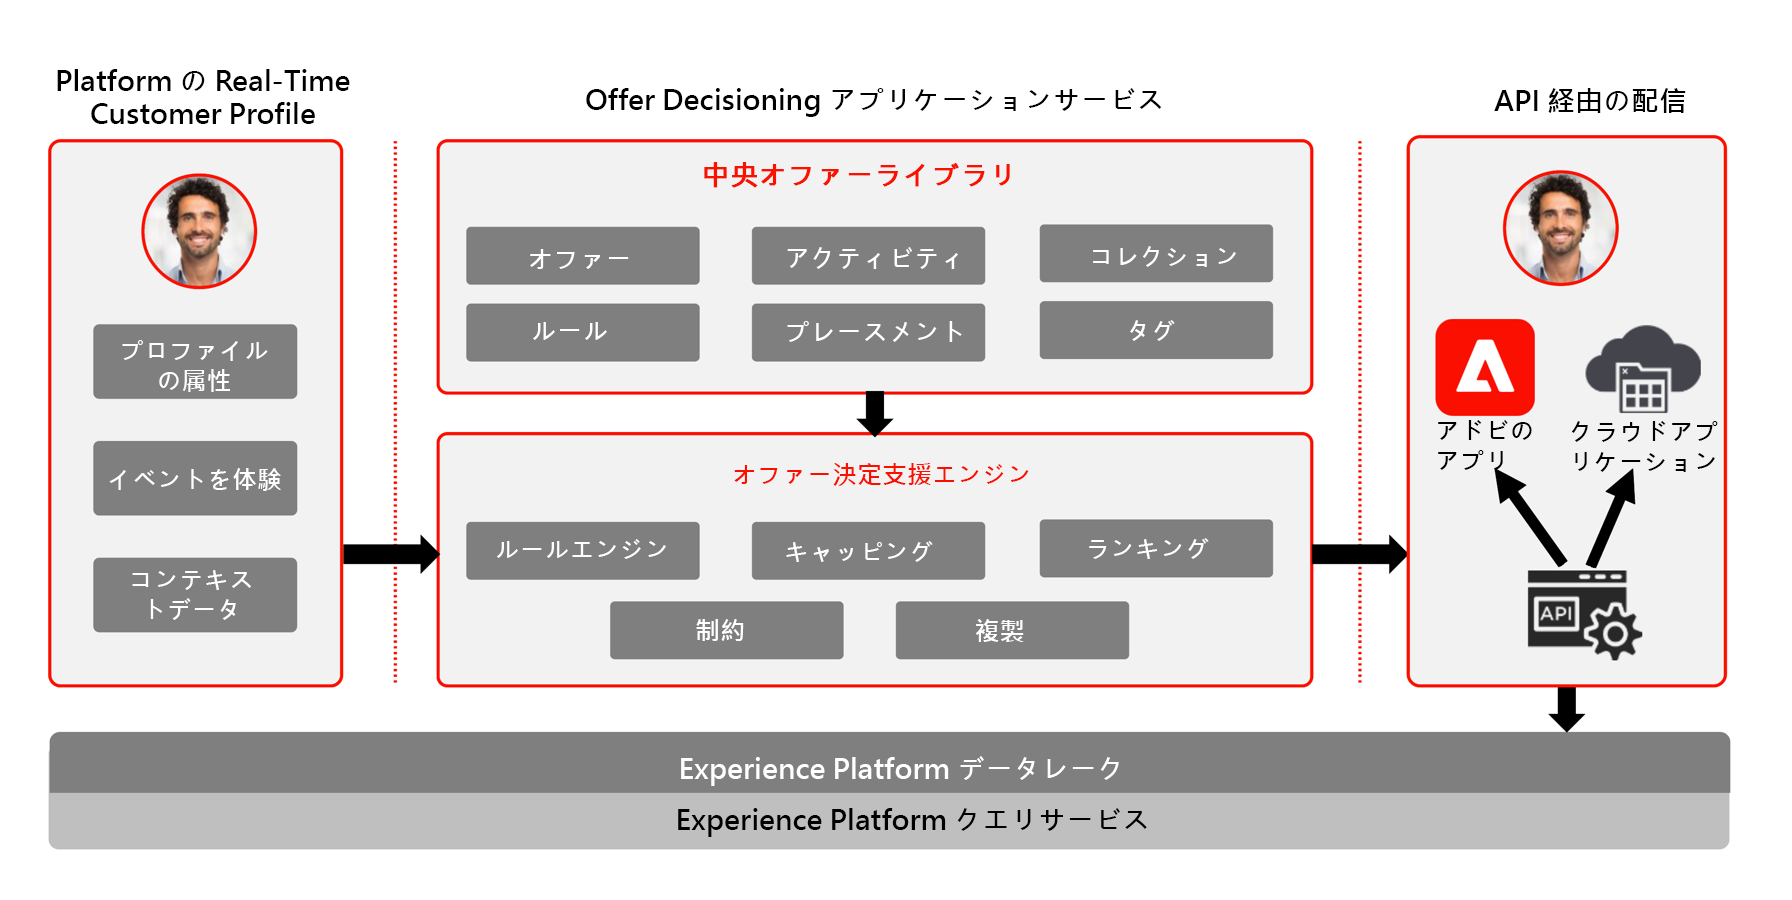 Platform の Real-Time
Customer Profile
プロファイル
の属性
イベントを体験
コンテキス
トデータ
Offer Decisioning アプリケーションサービス
中央オファーライブラリ
オファー
アクティビティ
コレクション
ルール
プレースメント
タグ
オファー決定支援エンジン
ルールエンジン
キャッピング
ランキング
制約
複製
API 経由の配信
アドビの
アプリ
クラウドアプ
リケーション
API
Experience Platform データレーク
Experience Platform クエリサービス